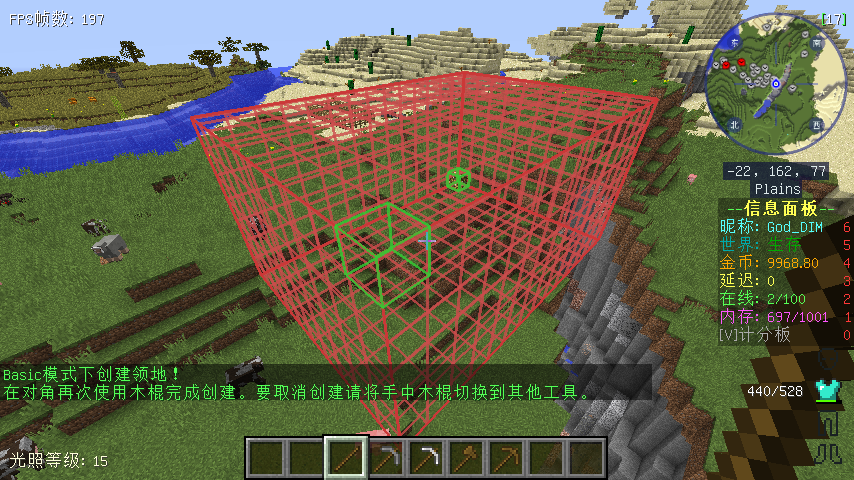 FPS帧数: 197
[17]
东
南
北
西
-22, 162, 77
Plains
--信息面板--
昵称: God_DIM 6
世界: 生存 5
金币: 9968.80 4
延迟: 0 3
在线: 2/100 2
内存: 697/1001 1
[V]计分板 0
Basic模式下创建领地！
在对角再次使用木棍完成创建。要取消创建请将手中木棍切换到其他工具。
440/528
光照等级: 15